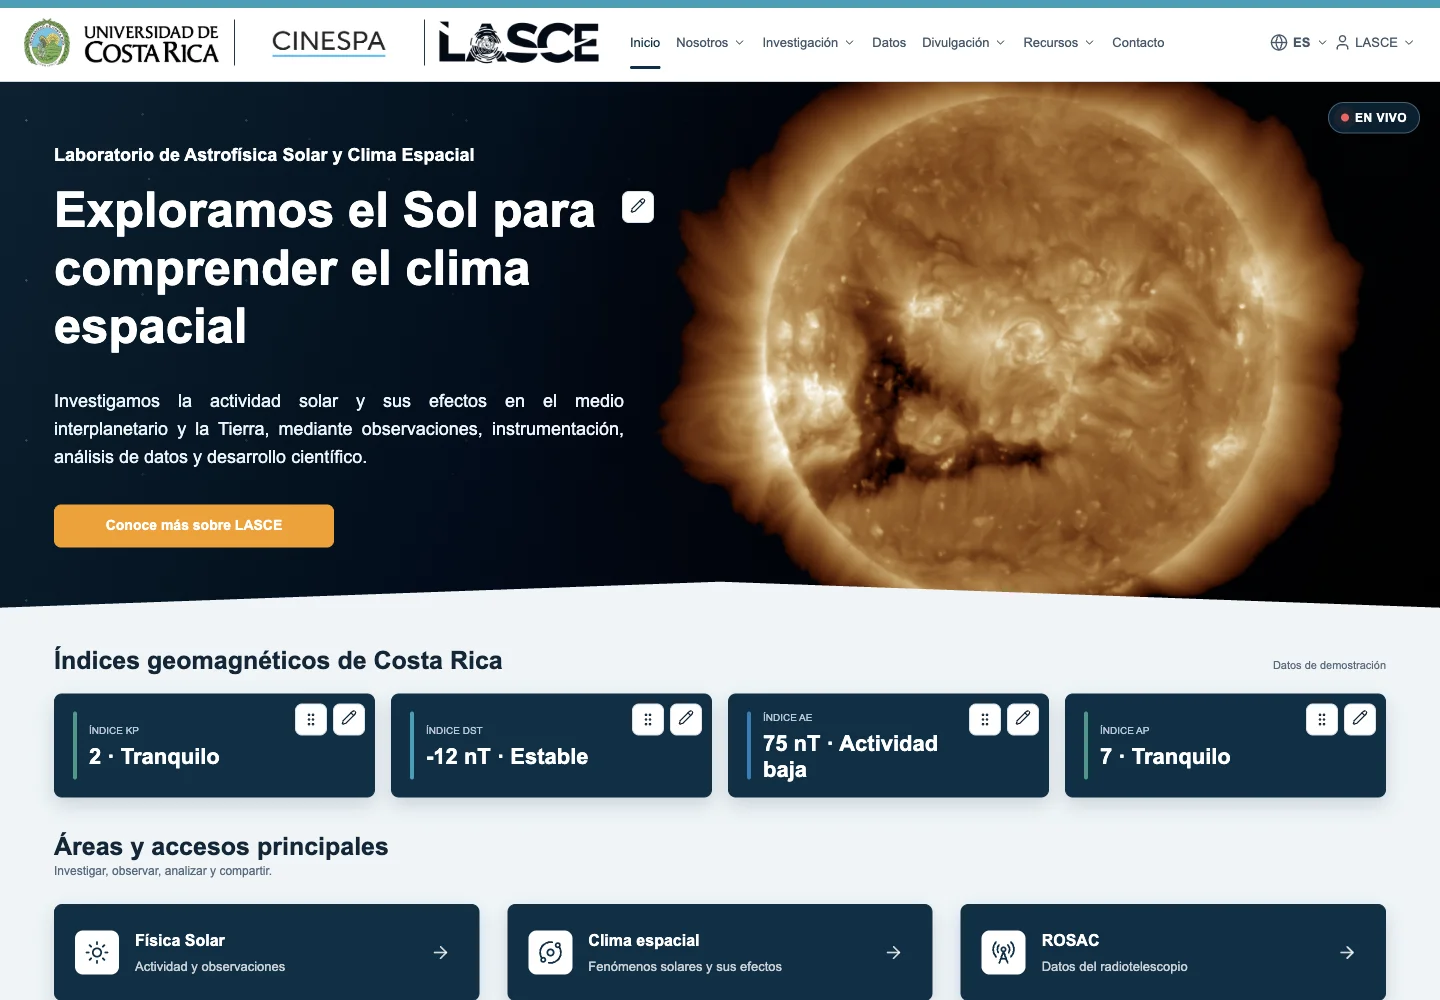 UNIVERSIDAD DE
COSTA RICA
CINESPA
LASCE
Inicio
Nosotros
Investigación
Datos
Divulgación
Recursos
Contacto
ES
LASCE
EN VIVO
Laboratorio de Astrofísica Solar y Clima Espacial
Exploramos el Sol para
comprender el clima
espacial
Investigamos la actividad solar y sus efectos en el medio
interplanetario y la Tierra, mediante observaciones, instrumentación,
análisis de datos y desarrollo científico.
Conoce más sobre LASCE
Índices geomagnéticos de Costa Rica
Datos de demostración
ÍNDICE KP
2 · Tranquilo
ÍNDICE DST
-12 nT · Estable
ÍNDICE AE
75 nT · Actividad
baja
ÍNDICE AP
7 · Tranquilo
Áreas y accesos principales
Investigar, observar, analizar y compartir.
Física Solar
Actividad y observaciones
Clima espacial
Fenómenos solares y sus efectos
ROSAC
Datos del radiotelescopio